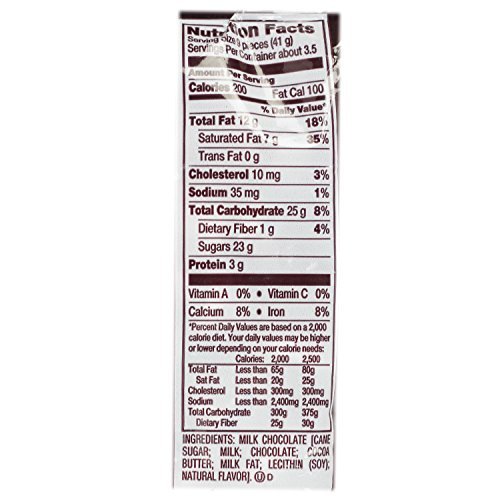 Nutrition Facts
Serving Size 9 pieces (41 g)
Servings Per Container about 3.5
Amount Per Serving
Calories 200 Fat Cal 100
% Daily Value*
Total Fat 12 g 18%
Saturated Fat 7 g 35%
Trans Fat 0 g
Cholesterol 10 mg 3%
Sodium 35 mg 1%
Total Carbohydrate 25 g 8%
Dietary Fiber 1 g 4%
Sugars 23 g
Protein 3 g
Vitamin A 0% • Vitamin C 0%
Calcium 8% • Iron 8%
*Percent Daily Values are based on a 2,000
calorie diet. Your daily values may be higher
or lower depending on your calorie needs:
Calories: 2,000 2,500
Total Fat Less than 65g 80g
Sat Fat Less than 20g 25g
Cholesterol Less than 300mg 300mg
Sodium Less than 2,400mg 2,400mg
Total Carbohydrate 300g 375g
Dietary Fiber 25g 30g
INGREDIENTS: MILK CHOCOLATE [CANE
SUGAR; MILK; CHOCOLATE; COCOA
BUTTER; MILK FAT; LECITHIN (SOY);
NATURAL FLAVOR]. U D